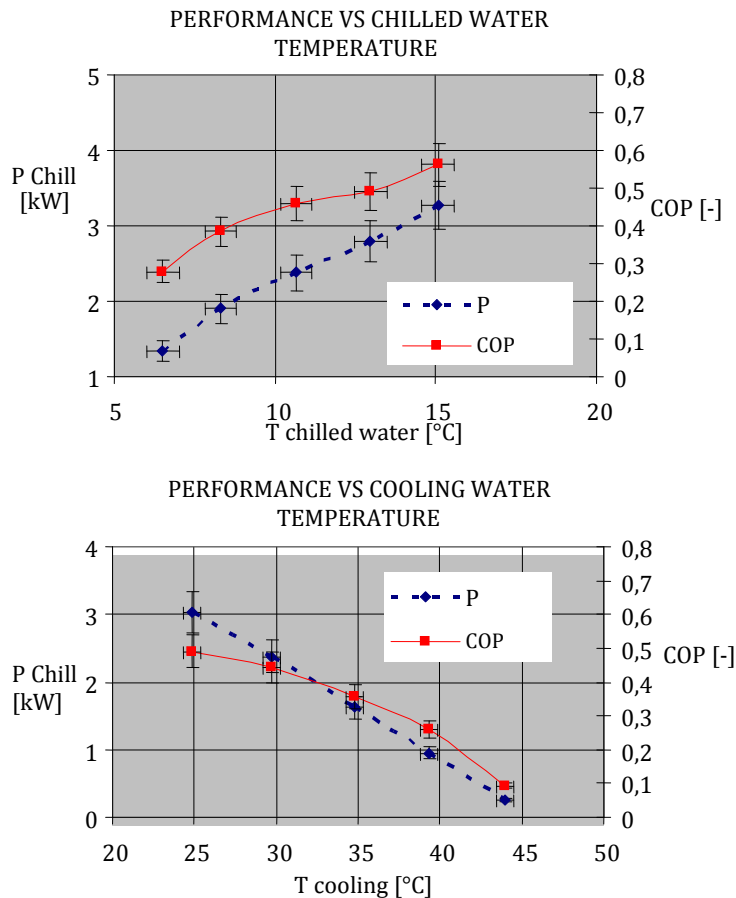 PERFORMANCE VS CHILLED WATER
TEMPERATURE
5
4
3
2
1
P Chill
[kW]
0,8
0,7
0,6
0,5
0,4
0,3
0,2
0,1
0
COP [-]
P
COP
5 10 15 20
T chilled water [°C]
PERFORMANCE VS COOLING WATER
TEMPERATURE
4
3
2
1
0
P Chill
[kW]
0,8
0,7
0,6
0,5
0,4
0,3
0,2
0,1
0
COP [-]
P
COP
20 25 30 35 40 45 50
T cooling [°C]